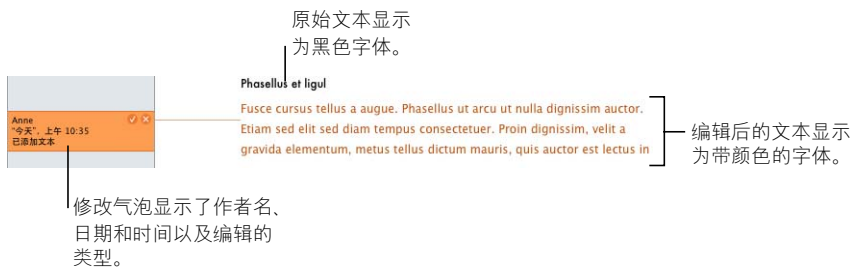 原始文本显示
为黑色字体。
Phasellus et ligul
Anne
"今天", 上午 10:35
已添加文本
Fusce cursus tellus a augue. Phasellus ut arcu ut nulla dignissim auctor.
Etiam sed elit sed diam tempus consectetuer. Proin dignissim, velit a
gravida elementum, metus tellus dictum mauris, quis auctor est lectus in
编辑后的文本显示
为带颜色的字体。
修改气泡显示了作者名、
日期和时间以及编辑的
类型。